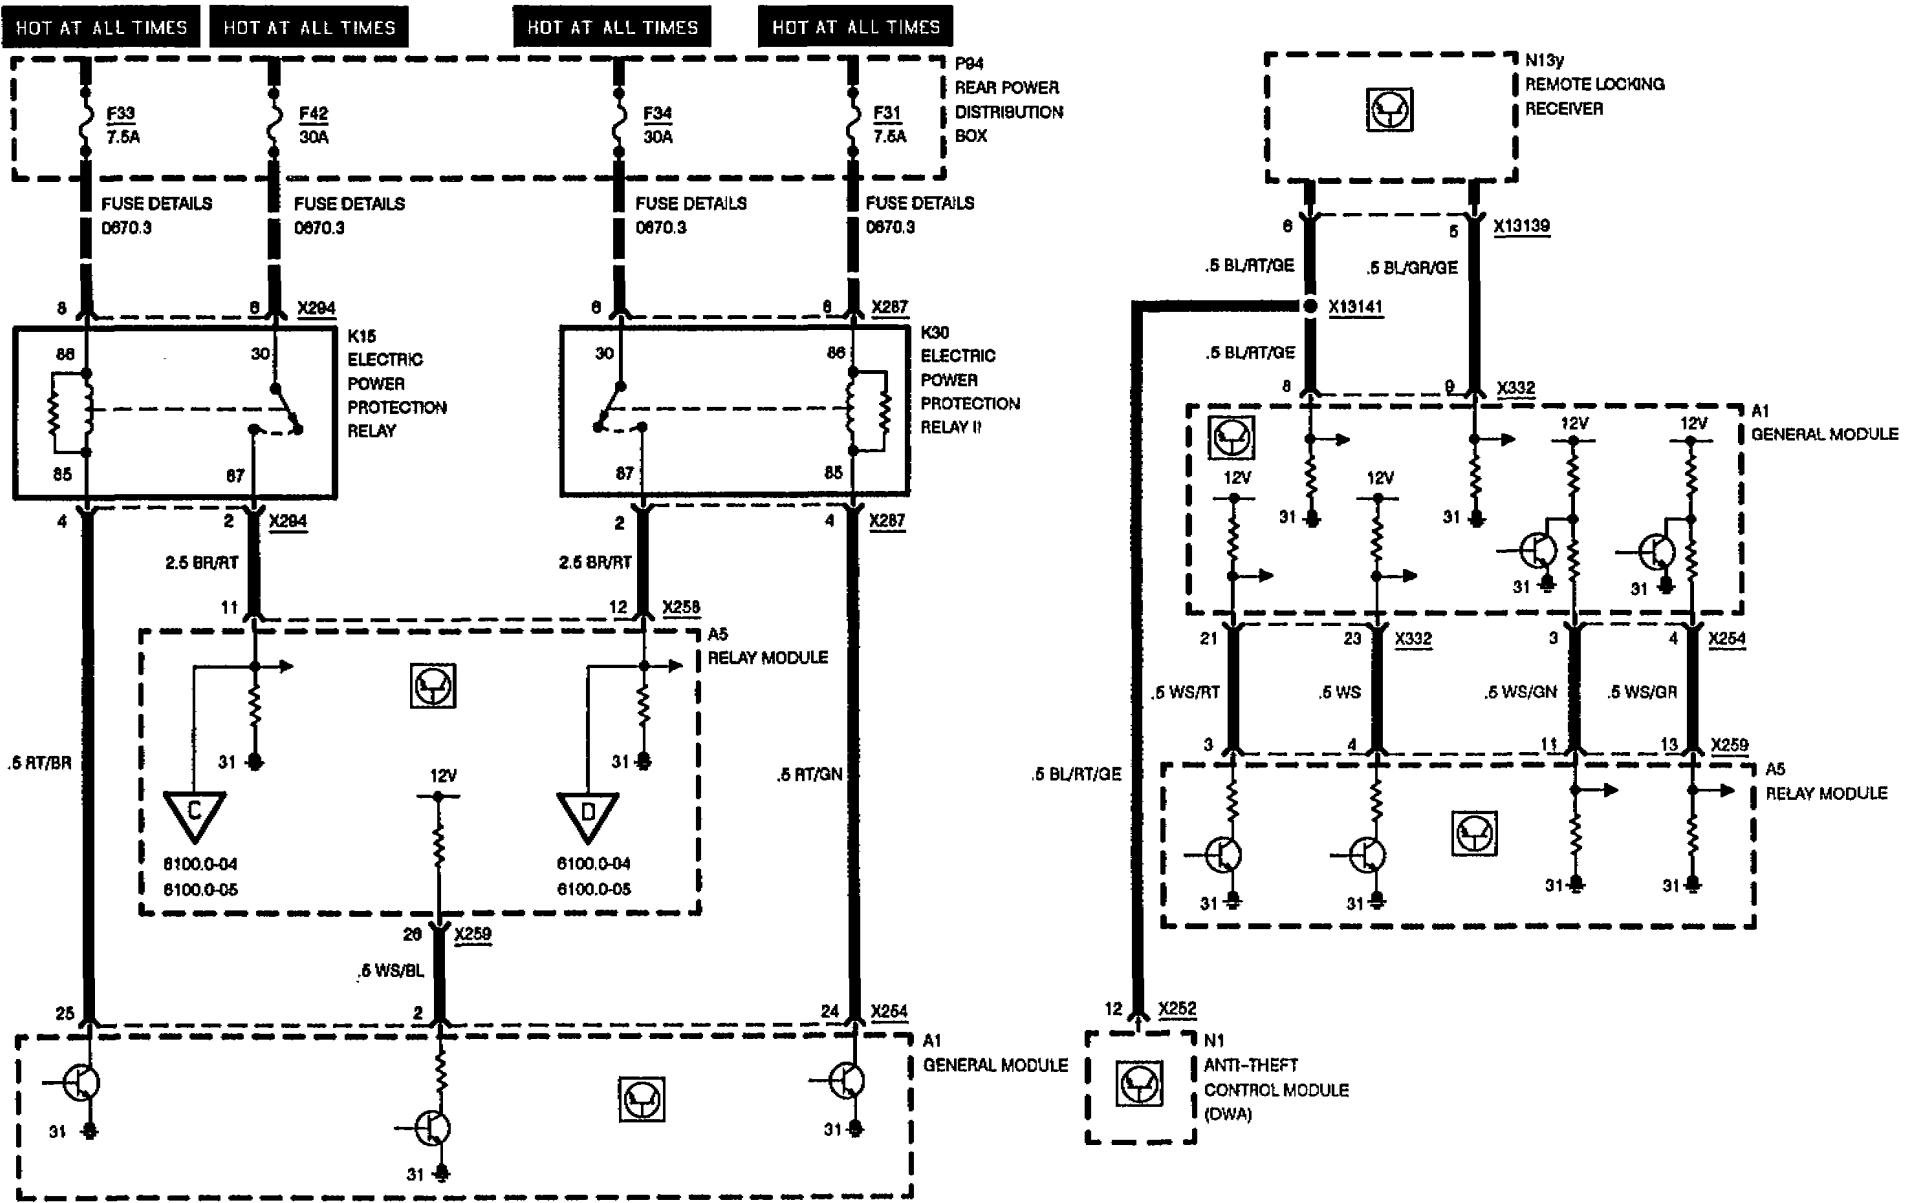 HOT AT ALL TIMES
HOT AT ALL TIMES
HOT AT ALL TIMES
HOT AT ALL TIMES
F33
7.5A
F42
30A
F34
30A
F31
7.5A
P94
REAR POWER
DISTRIBUTION
BOX
FUSE DETAILS
0670.3
FUSE DETAILS
0670.3
FUSE DETAILS
0670.3
FUSE DETAILS
0670.3
8
6
X294
6
8
X287
86
30
30
86
85
87
87
85
K15
ELECTRIC
POWER
PROTECTION
RELAY
K30
ELECTRIC
POWER
PROTECTION
RELAY II
4
2
X294
2
4
X287
2.5 BR/RT
2.5 BR/RT
11
12
X258
A5
RELAY MODULE
31
31
.5 RT/BR
12V
.5 RT/GN
C
D
6100.0-04
6100.0-05
6100.0-04
6100.0-05
26
X259
.5 WS/BL
25
2
24
X254
A1
GENERAL MODULE
31
31
31
N13y
REMOTE LOCKING
RECEIVER
6
5
X13139
.5 BL/RT/GE
.5 BL/GR/GE
X13141
.5 BL/RT/GE
8
9
X332
A1
GENERAL MODULE
12V
12V
12V
12V
31
31
31
31
21
23
X332
3
4
X254
.5 WS/RT
.5 WS
.5 WS/GN
.5 WS/GR
3
4
11
13
X259
A5
RELAY MODULE
.5 BL/RT/GE
31
31
31
31
12
X252
N1
ANTI-THEFT
CONTROL MODULE
(DWA)